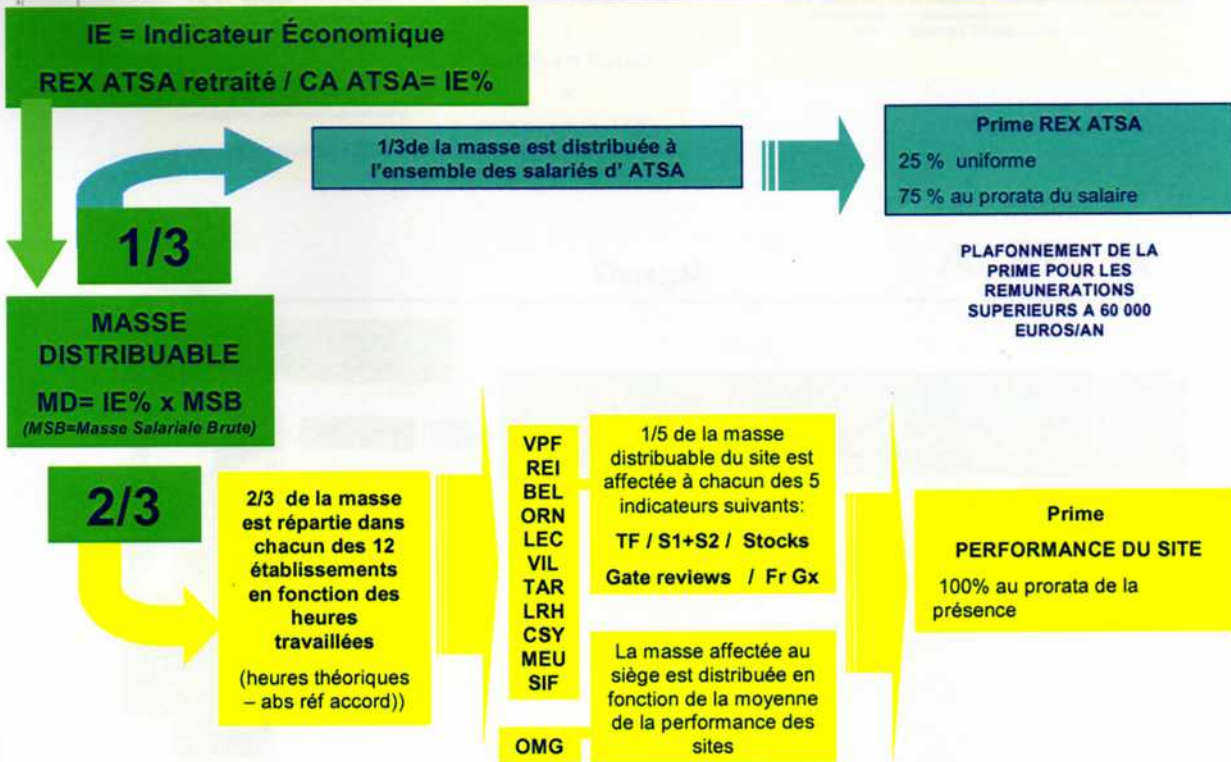 IE = Indicateur Économique
REX ATSA retraité / CA ATSA= IE%
1/3de la masse est distribuée à
l'ensemble des salariés d' ATSA
Prime REX ATSA
25 % uniforme
75 % au prorata du salaire
1/3
PLAFONNEMENT DE LA
PRIME POUR LES
REMUNERATIONS
SUPERIEURS A 60 000
EUROS/AN
MASSE
DISTRIBUABLE
MD= IE% x MSB
(MSB=Masse Salariale Brute)
2/3
2/3 de la masse
est répartie dans
chacun des 12
établissements
en fonction des
heures
travaillées
(heures théoriques
– abs réf accord))
VPF
REI
BEL
ORN
LEC
VIL
TAR
LRH
CSY
MEU
SIF
OMG
1/5 de la masse
distribuable du site est
affectée à chacun des 5
indicateurs suivants:
TF / S1+S2 / Stocks
Gate reviews / Fr Gx
La masse affectée au
siège est distribuée en
fonction de la moyenne
de la performance des
sites
Prime
PERFORMANCE DU SITE
100% au prorata de la
présence